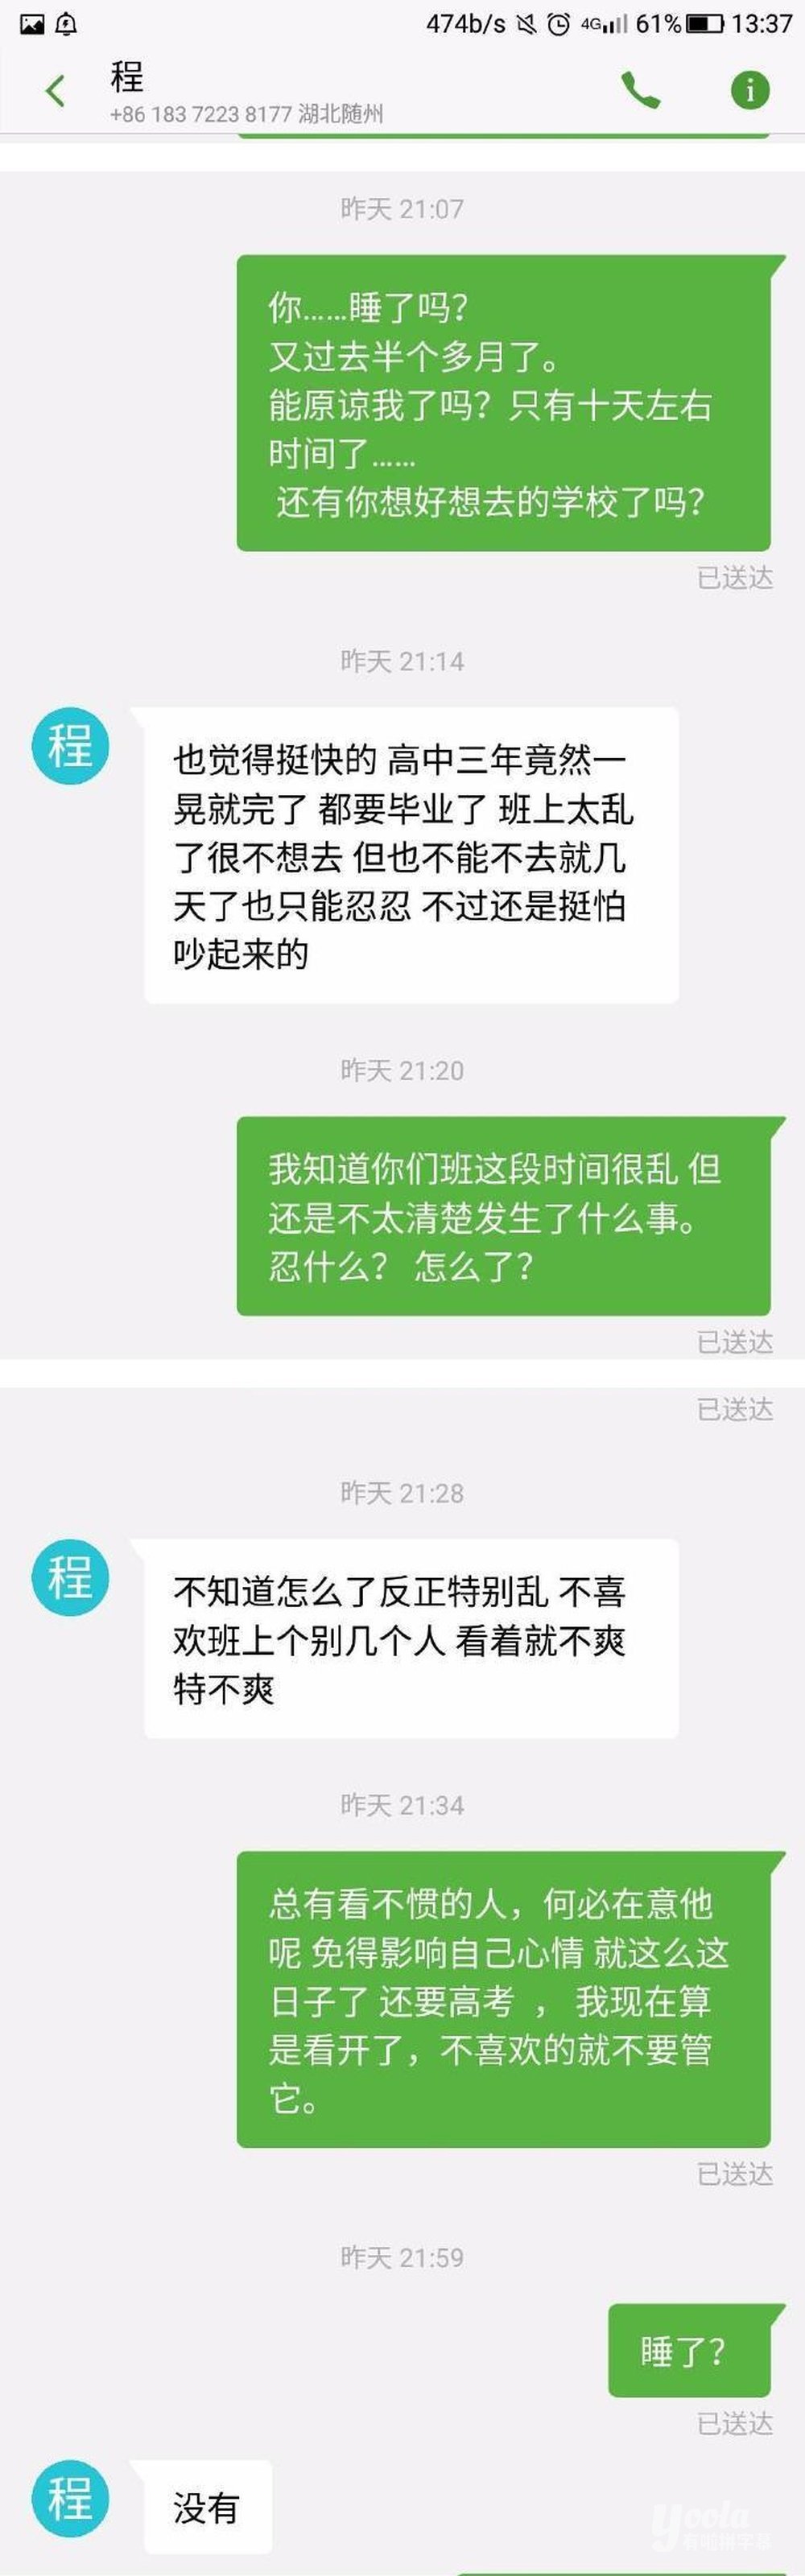 474b/s 4G 61% 13:37
程
+86 183 7223 8177 湖北随州
昨天 21:07
你……睡了吗？
又过去半个多月了。
能原谅我了吗？只有十天左右
时间了……
还有你想好想去的学校了吗？
已送达
昨天 21:14
程
也觉得挺快的 高中三年竟然一
晃就完了 都要毕业了 班上太乱
了很不想去 但也不能不去就几
天了也只能忍忍 不过还是挺怕
吵起来的
昨天 21:20
我知道你们班这段时间很乱 但
还是不太清楚发生了什么事。
忍什么？ 怎么了？
已送达
已送达
昨天 21:28
程
不知道怎么了反正特别乱 不喜
欢班上个别几个人 看着就不爽
特不爽
昨天 21:34
总有看不惯的人，何必在意他
呢 免得影响自己心情 就这么这
日子了 还要高考 ， 我现在算
是看开了，不喜欢的就不要管
它。
已送达
昨天 21:59
睡了？
已送达
程
没有